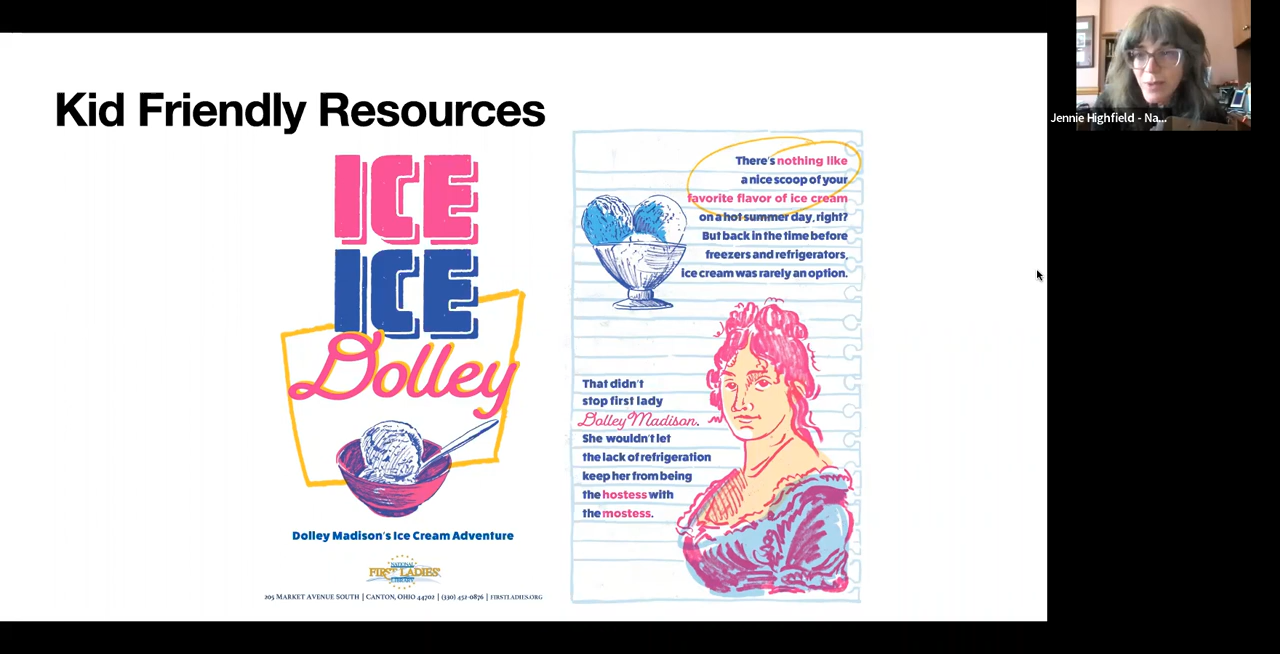 Kid Friendly Resources
ICE
ICE
Dolley
Dolley Madison's Ice Cream Adventure
NATIONAL
FIRST LADIES'
LIBRARY
205 MARKET AVENUE SOUTH | CANTON, OHIO 44702 | (330) 452-0876 | FIRSTLADIES.ORG
There's nothing like
a nice scoop of your
favorite flavor of ice cream
on a hot summer day, right?
But back in the time before
freezers and refrigerators,
ice cream was rarely an option.
That didn't
stop first lady
Dolley Madison.
She wouldn't let
the lack of refrigeration
keep her from being
the hostess with
the mostess.
Jennie Highfield - Na...